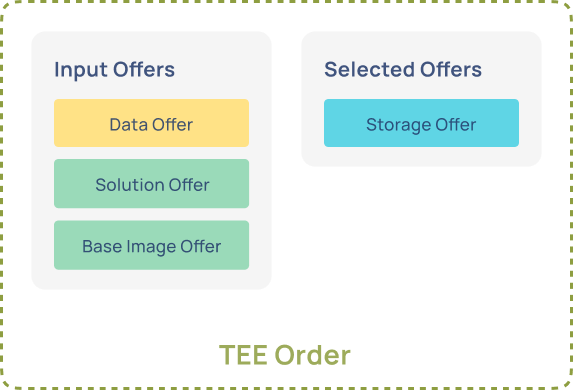 Input Offers
Data Offer
Solution Offer
Base Image Offer
Selected Offers
Storage Offer
TEE Order